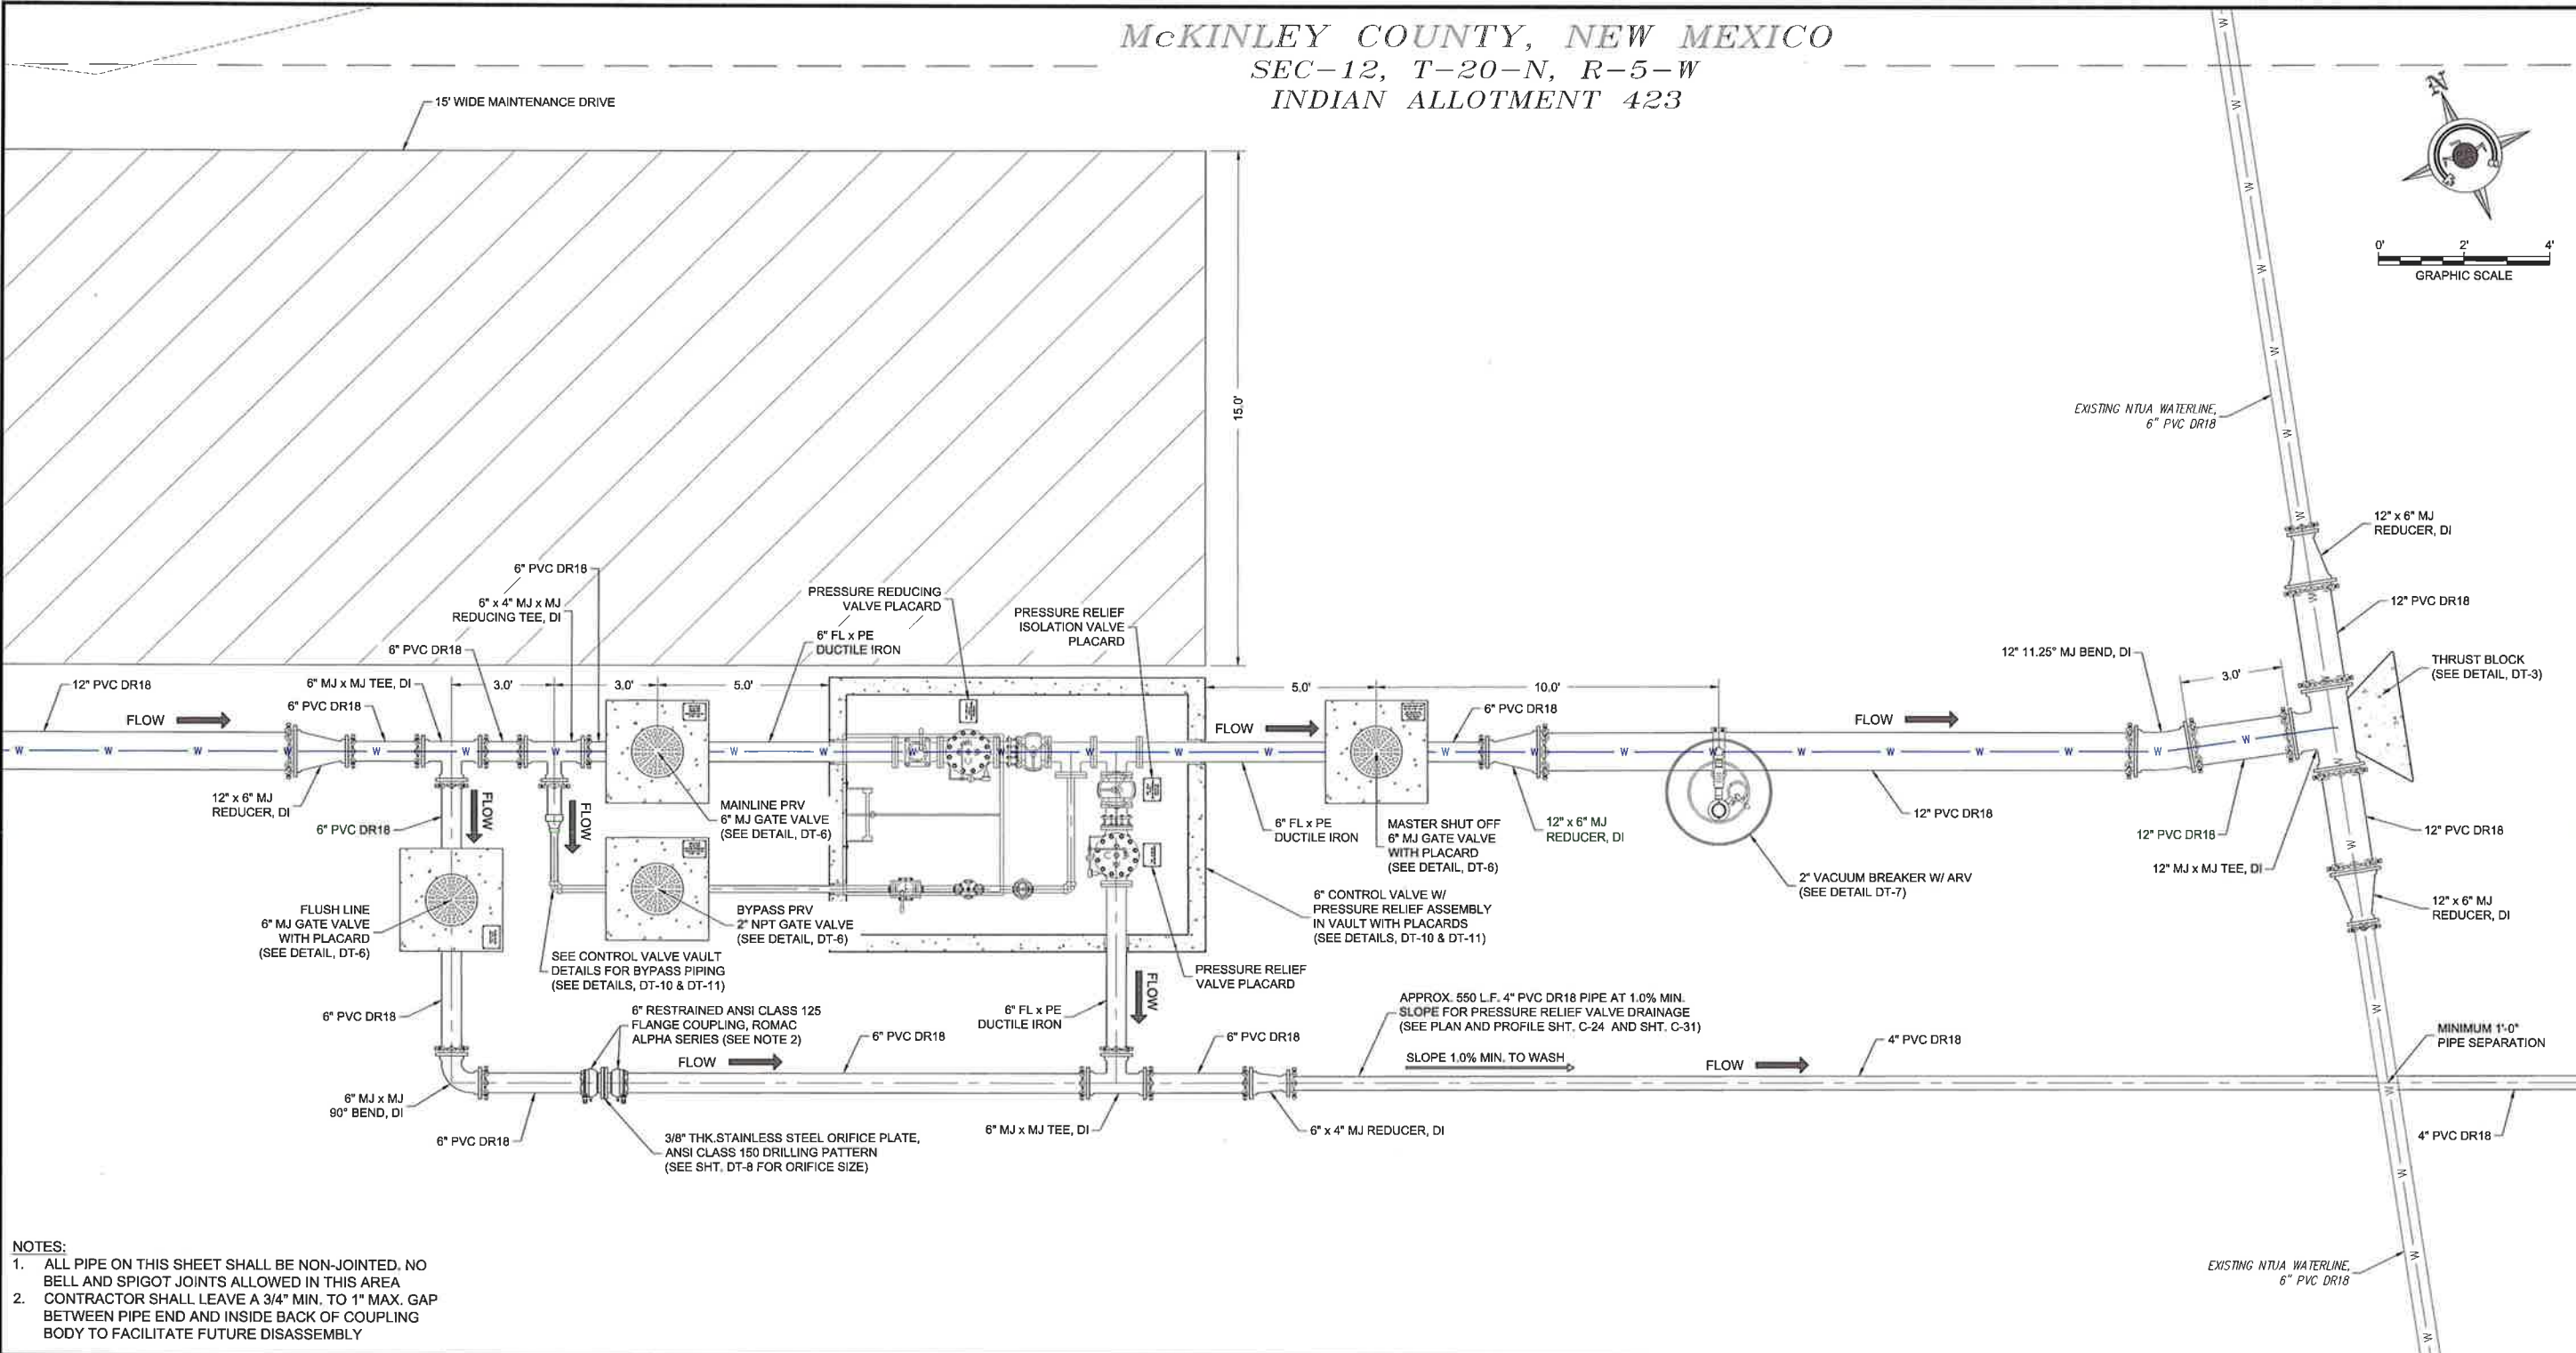 McKINLEY COUNTY, NEW MEXICO
SEC-12, T-20-N, R-5-W
INDIAN ALLOTMENT 423
15' WIDE MAINTENANCE DRIVE
N
0' 2' 4'
GRAPHIC SCALE
15.0'
EXISTING NTUA WATERLINE,
6" PVC DR18
12" x 6" MJ
REDUCER, DI
12" PVC DR18
THRUST BLOCK
(SEE DETAIL, DT-3)
12" 11.25° MJ BEND, DI
3.0'
6" PVC DR18
6" x 4" MJ x MJ
REDUCING TEE, DI
6" PVC DR18
PRESSURE REDUCING
VALVE PLACARD
6" FL x PE
DUCTILE IRON
PRESSURE RELIEF
ISOLATION VALVE
PLACARD
12" PVC DR18
6" MJ x MJ TEE, DI
6" PVC DR18
3.0'
3.0'
5.0'
5.0'
10.0'
FLOW
FLOW
6" PVC DR18
FLOW
W W W W W W W W W W W W W W W W W W W W
12" x 6" MJ
REDUCER, DI
6" PVC DR18
FLOW
FLOW
MAINLINE PRV
6" MJ GATE VALVE
(SEE DETAIL, DT-6)
6" FL x PE
DUCTILE IRON
MASTER SHUT OFF
6" MJ GATE VALVE
WITH PLACARD
(SEE DETAIL, DT-6)
12" x 6" MJ
REDUCER, DI
12" PVC DR18
12" PVC DR18
12" MJ x MJ TEE, DI
12" PVC DR18
12" x 6" MJ
REDUCER, DI
2" VACUUM BREAKER W/ ARV
(SEE DETAIL DT-7)
FLUSH LINE
6" MJ GATE VALVE
WITH PLACARD
(SEE DETAIL, DT-6)
BYPASS PRV
2" NPT GATE VALVE
(SEE DETAIL, DT-6)
6" CONTROL VALVE W/
PRESSURE RELIEF ASSEMBLY
IN VAULT WITH PLACARDS
(SEE DETAILS, DT-10 & DT-11)
SEE CONTROL VALVE VAULT
DETAILS FOR BYPASS PIPING
(SEE DETAILS, DT-10 & DT-11)
PRESSURE RELIEF
VALVE PLACARD
6" PVC DR18
6" RESTRAINED ANSI CLASS 125
FLANGE COUPLING, ROMAC
ALPHA SERIES (SEE NOTE 2)
FLOW
6" PVC DR18
6" FL x PE
DUCTILE IRON
FLOW
6" PVC DR18
APPROX. 550 L.F. 4" PVC DR18 PIPE AT 1.0% MIN.
SLOPE FOR PRESSURE RELIEF VALVE DRAINAGE
(SEE PLAN AND PROFILE SHT. C-24 AND SHT. C-31)
SLOPE 1.0% MIN. TO WASH
FLOW
4" PVC DR18
MINIMUM 1'-0"
PIPE SEPARATION
6" MJ x MJ
90° BEND, DI
6" PVC DR18
3/8" THK.STAINLESS STEEL ORIFICE PLATE,
ANSI CLASS 150 DRILLING PATTERN
(SEE SHT. DT-8 FOR ORIFICE SIZE)
6" MJ x MJ TEE, DI
6" x 4" MJ REDUCER, DI
4" PVC DR18
EXISTING NTUA WATERLINE,
6" PVC DR18
NOTES:
1. ALL PIPE ON THIS SHEET SHALL BE NON-JOINTED. NO
BELL AND SPIGOT JOINTS ALLOWED IN THIS AREA
2. CONTRACTOR SHALL LEAVE A 3/4" MIN. TO 1" MAX. GAP
BETWEEN PIPE END AND INSIDE BACK OF COUPLING
BODY TO FACILITATE FUTURE DISASSEMBLY